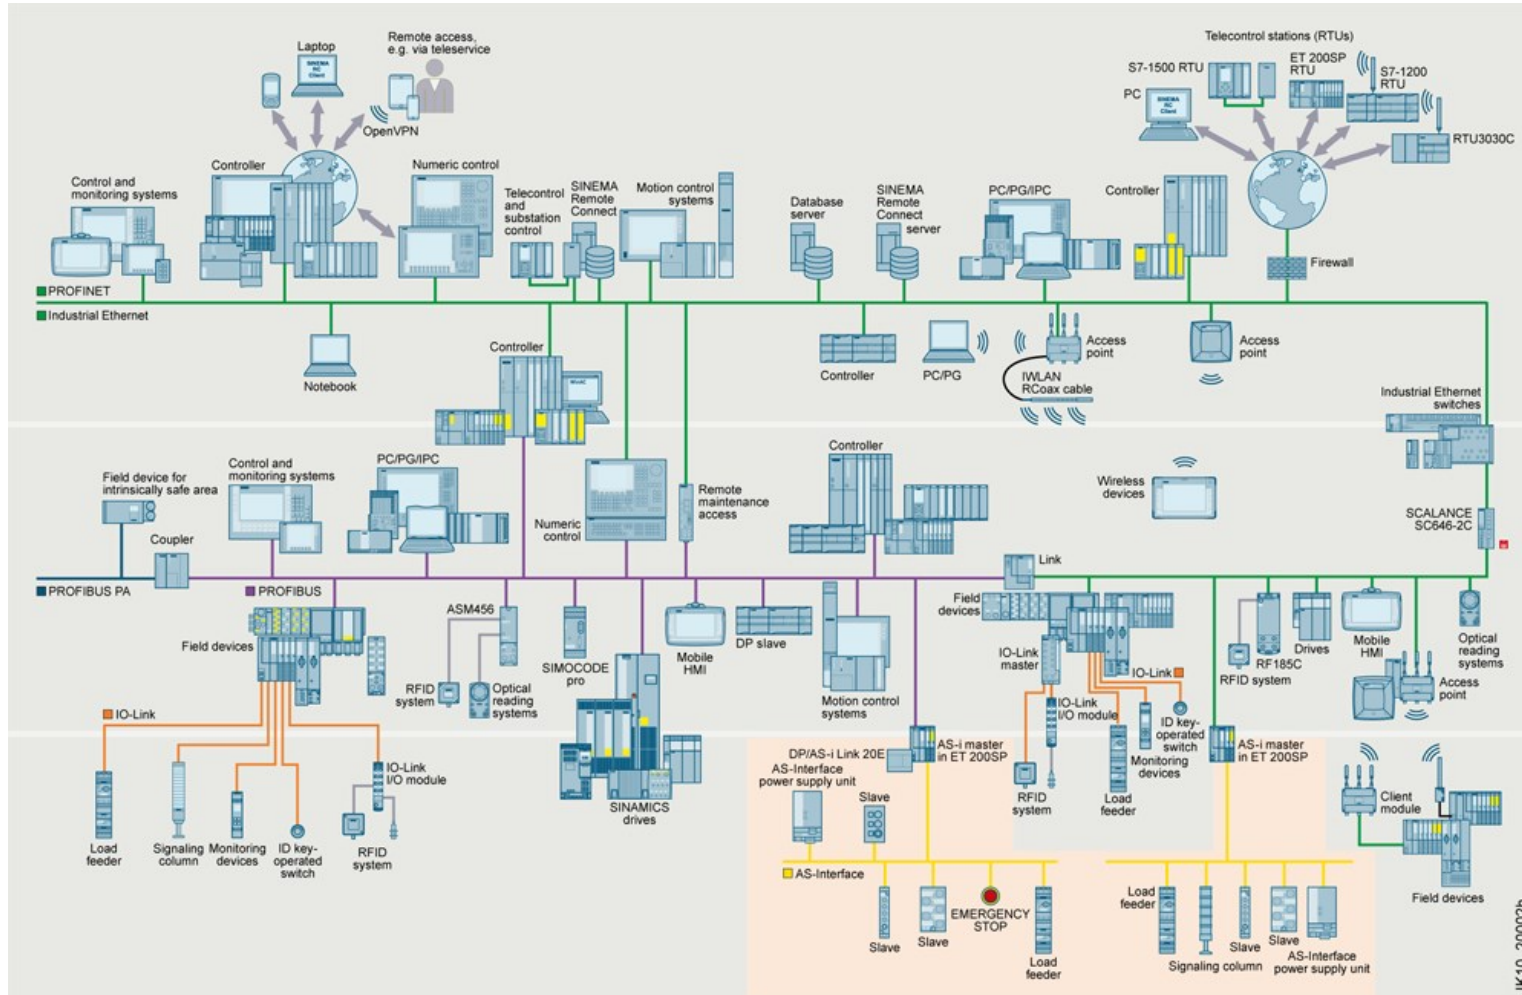 Laptop
SINEMA
RC
Client
Remote access,
e.g. via teleservice
OpenVPN
Telecontrol stations (RTUs)
S7-1500 RTU
ET 200SP
RTU
S7-1200
RTU
PC
SINEMA
RC
Client
RTU3030C
Control and
monitoring systems
Controller
Numeric control
Telecontrol
and
substation
control
SINEMA
Remote
Connect
Motion control
systems
Database
server
SINEMA
Remote
Connect
server
PC/PG/IPC
Controller
Firewall
PROFINET
Industrial Ethernet
Notebook
Controller
WinAC
Controller
PC/PG
IWLAN
RCoax cable
Access
point
Access
point
Industrial Ethernet
switches
Field device for
intrinsically safe area
Control and
monitoring systems
PC/PG/IPC
Numeric
control
Remote
maintenance
access
Controller
Wireless
devices
SCALANCE
SC646-2C
Coupler
Link
PROFIBUS PA
PROFIBUS
Field devices
ASM456
RFID
system
Optical
reading
systems
SIMOCODE
pro
Mobile
HMI
DP slave
Motion control
systems
Field
devices
IO-Link
master
IO-Link
RFID system
RF185C
Drives
Mobile
HMI
Access
point
Optical
reading
systems
IO-Link
IO-Link
I/O module
Load
feeder
Signaling
column
Monitoring
devices
ID key-
operated
switch
RFID
system
SINAMICS
drives
IO-Link
I/O module
ID key-
operated
switch
Monitoring
devices
RFID
system
Load
feeder
DP/AS-i Link 20E
AS-i master
in ET 200SP
AS-Interface
power supply unit
Slave
AS-i master
in ET 200SP
Client
module
Field devices
AS-Interface
Slave
Slave
EMERGENCY
STOP
Load
feeder
Load
feeder
Signaling column
Slave
Slave
AS-Interface
power supply unit